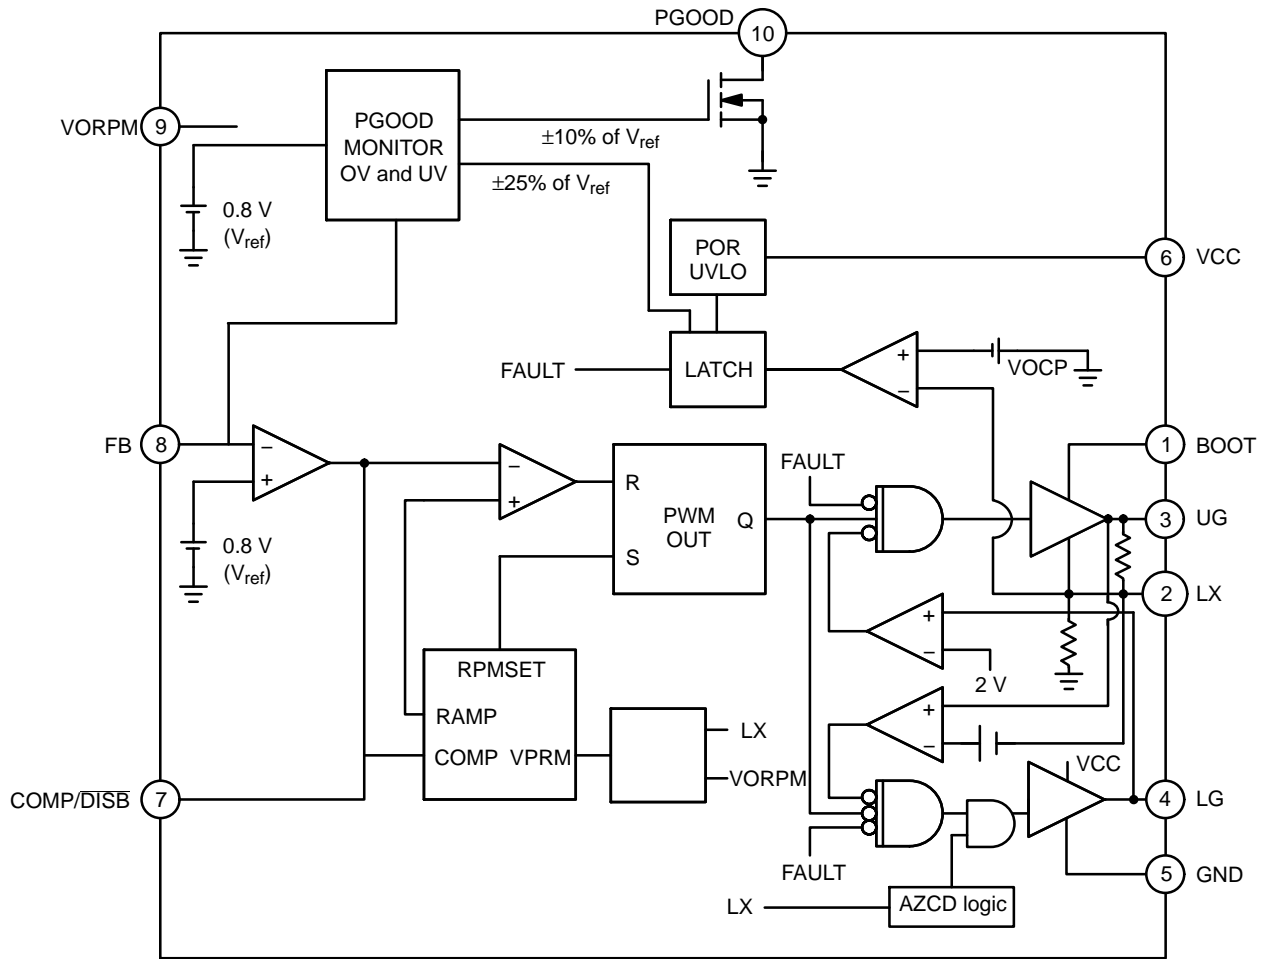 PGOOD
10
VORPM
9
PGOOD
MONITOR
OV and UV
±10% of Vref
±25% of Vref
0.8 V
(Vref)
POR
UVLO
6
VCC
FAULT
LATCH
+
−
VOCP
FB
8
−
+
0.8 V
(Vref)
−
+
R
S
PWM
OUT
Q
FAULT
1
BOOT
3
UG
2
LX
+
−
2 V
RPMSET
RAMP
COMP
VPRM
LX
VORPM
+
−
VCC
COMP/DISB
7
4
LG
FAULT
5
GND
LX
AZCD logic